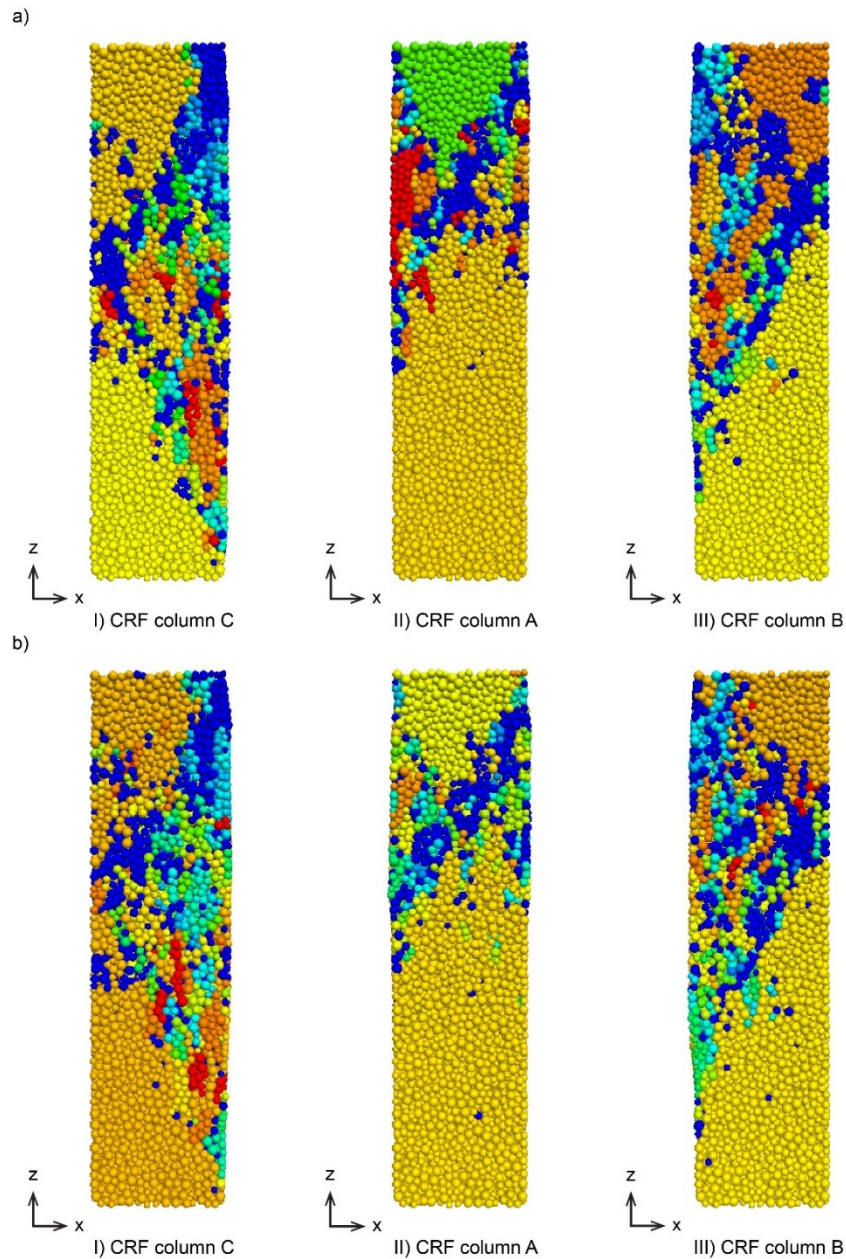 a)
z z z
x x x
I) CRF column C II) CRF column A III) CRF column B
b)
z z z
x x x
I) CRF column C II) CRF column A III) CRF column B